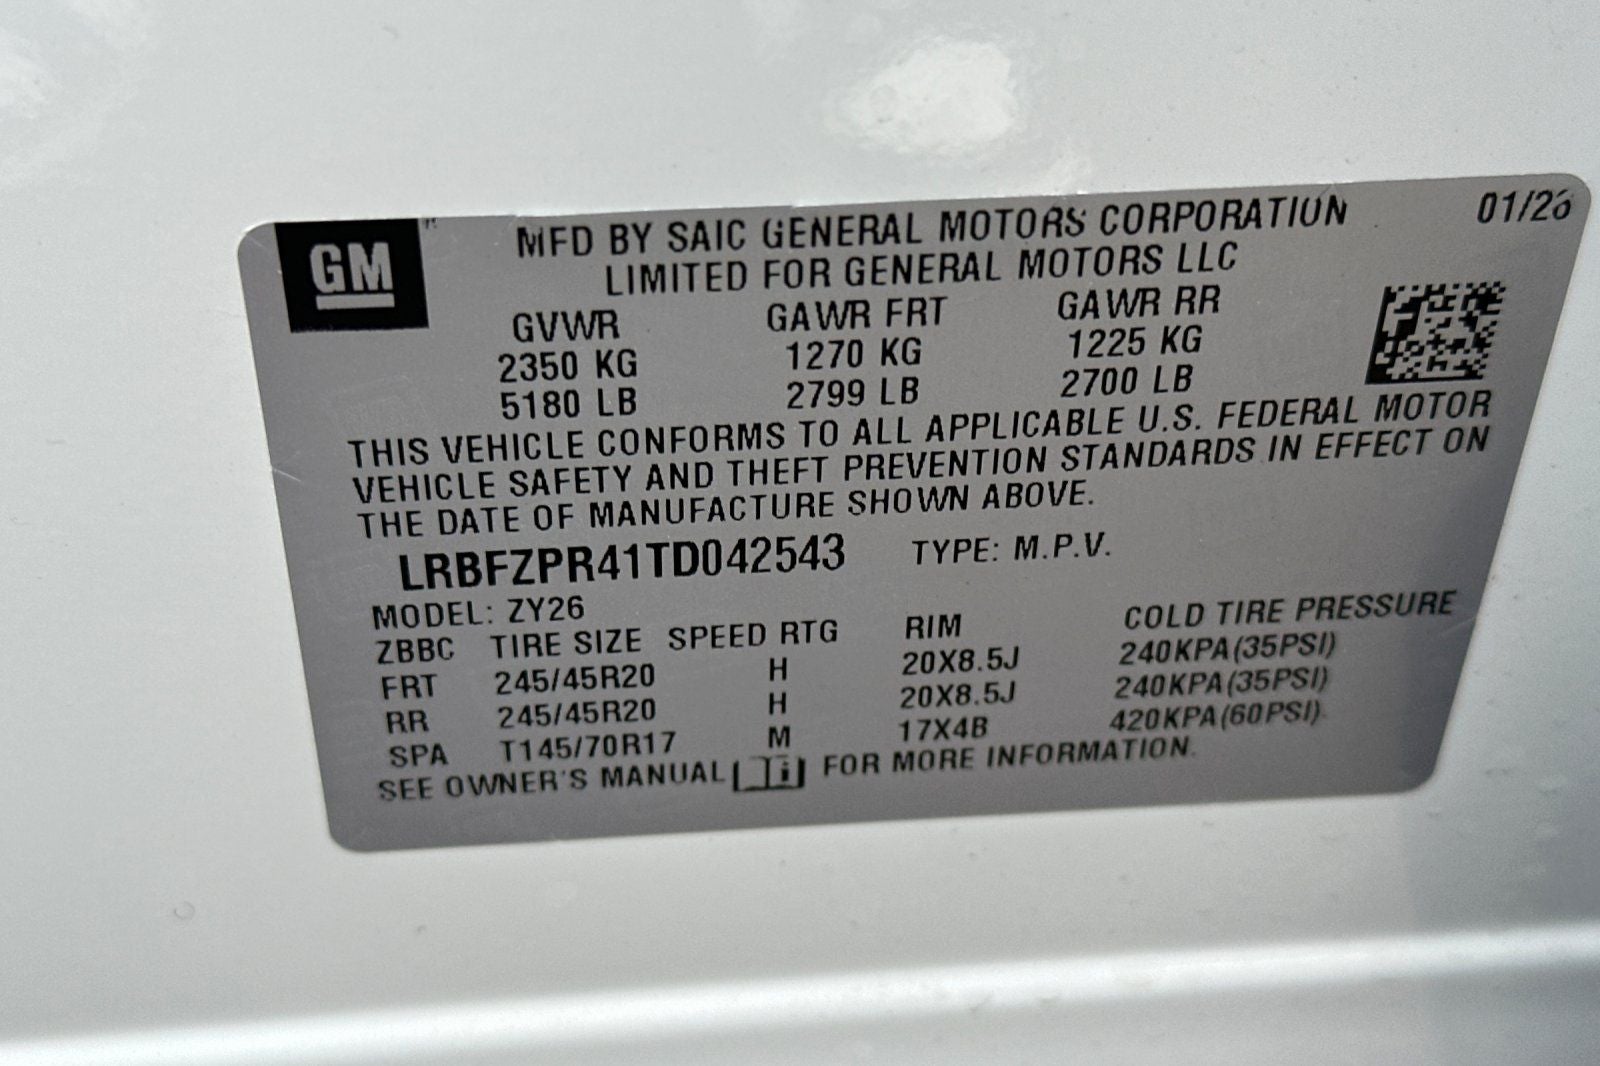 GM
MFD BY SAIC GENERAL MOTORS CORPORATION 01/26
LIMITED FOR GENERAL MOTORS LLC
GVWR GAWR FRT GAWR RR
2350 KG 1270 KG 1225 KG
5180 LB 2799 LB 2700 LB
THIS VEHICLE CONFORMS TO ALL APPLICABLE U.S. FEDERAL MOTOR
VEHICLE SAFETY AND THEFT PREVENTION STANDARDS IN EFFECT ON
THE DATE OF MANUFACTURE SHOWN ABOVE.
LRBFZPR41TD042543 TYPE: M.P.V.
MODEL: ZY26
ZBBC TIRE SIZE SPEED RTG RIM COLD TIRE PRESSURE
FRT 245/45R20 H 20X8.5J 240KPA(35PSI)
RR 245/45R20 H 20X8.5J 240KPA(35PSI)
SPA T145/70R17 M 17X4B 420KPA(60PSI)
SEE OWNER'S MANUAL i FOR MORE INFORMATION.